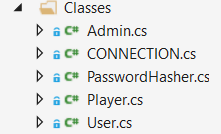 Classes
C# Admin.cs
C# CONNECTION.cs
C# PasswordHasher.cs
C# Player.cs
C# User.cs